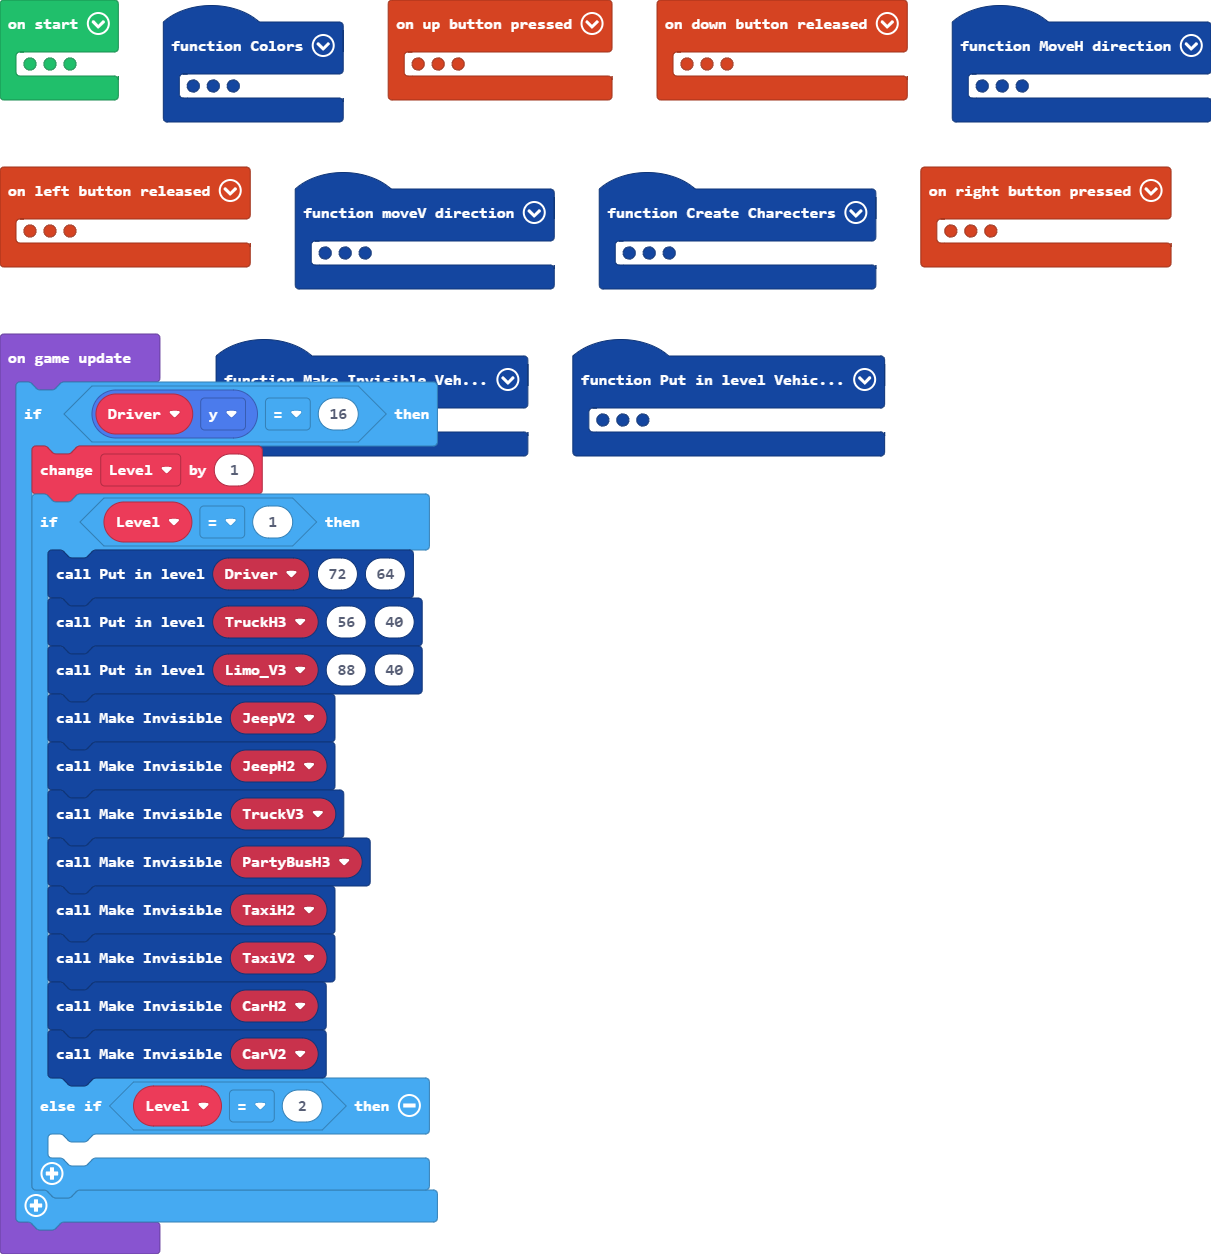 on start
function Colors
on up button pressed
on down button released
function MoveH direction
on left button released
function moveV direction
function Create Charecters
on right button pressed
on game update
function Make Invisible Veh...
function Put in level Vehic...
if Driver y = 16 then
change Level by 1
if Level = 1 then
call Put in level Driver 72 64
call Put in level TruckH3 56 40
call Put in level Limo_V3 88 40
call Make Invisible JeepV2
call Make Invisible JeepH2
call Make Invisible TruckV3
call Make Invisible PartyBusH3
call Make Invisible TaxiH2
call Make Invisible TaxiV2
call Make Invisible CarH2
call Make Invisible CarV2
else if Level = 2 then